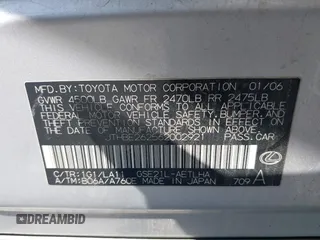 MFD.BY:TOYOTA MOTOR CORPORATION 01/06
GVWR 4500LB GAWR FR 2470LB RR 2475LB
THIS VEHICLE CONFORMS TO ALL APPLICABLE
FEDERAL MOTOR VEHICLE SAFETY, BUMPER, AND
THEFT PREVENTION STANDARDS IN EFFECT ON
THE DATE OF MANUFACTURE SHOWN ABOVE.
PASS.CAR
C/TR:1G1/LA11 GSE21L-AETLHA
A/TM:B06A/A760E MADE IN JAPAN 709 A